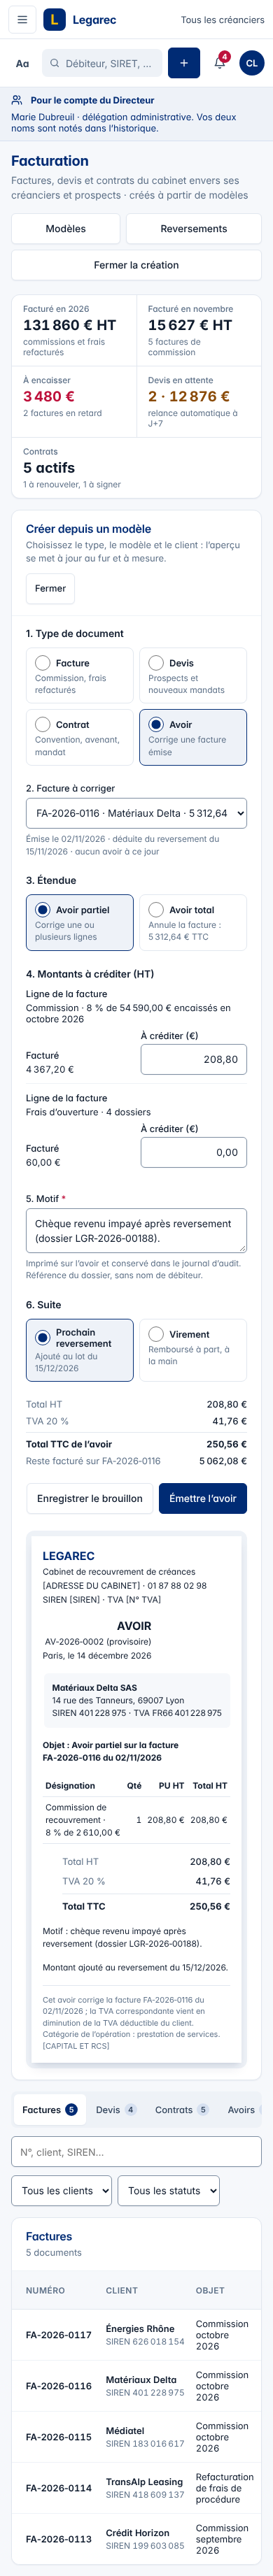 L Legarec
Tous les créanciers
Aa
Débiteur, SIRET, ...
+
4
CL
Pour le compte du Directeur
Marie Dubreuil · délégation administrative. Vos deux
noms sont notés dans l'historique.
Facturation
Factures, devis et contrats du cabinet envers ses
créanciers et prospects · créés à partir de modèles
Modèles
Reversements
Fermer la création
Facturé en 2026
131 860 € HT
commissions et frais
refacturés
Facturé en novembre
15 627 € HT
5 factures de
commission
À encaisser
3 480 €
2 factures en retard
Devis en attente
2 · 12 876 €
relance automatique à
J+7
Contrats
5 actifs
1 à renouveler, 1 à signer
Créer depuis un modèle
Choisissez le type, le modèle et le client : l'aperçu
se met à jour au fur et à mesure.
Fermer
1. Type de document
Facture
Commission, frais
refacturés
Devis
Prospects et
nouveaux mandats
Contrat
Convention, avenant,
mandat
Avoir
Corrige une facture
émise
2. Facture à corriger
FA-2026-0116 · Matériaux Delta · 5 312,64
Émise le 02/11/2026 · déduite du reversement du
15/11/2026 · aucun avoir à ce jour
3. Étendue
Avoir partiel
Corrige une ou
plusieurs lignes
Avoir total
Annule la facture :
5 312,64 € TTC
4. Montants à créditer (HT)
Ligne de la facture
Commission · 8 % de 54 590,00 € encaissés en
octobre 2026
Facturé
4 367,20 €
À créditer (€)
208,80
Ligne de la facture
Frais d'ouverture · 4 dossiers
Facturé
60,00 €
À créditer (€)
0,00
5. Motif *
Chèque revenu impayé après reversement
(dossier LGR-2026-00188).
Imprimé sur l'avoir et conservé dans le journal d'audit.
Référence du dossier, sans nom de débiteur.
6. Suite
Prochain
reversement
Ajouté au lot du
15/12/2026
Virement
Remboursé à part, à
la main
Total HT 208,80 €
TVA 20 % 41,76 €
Total TTC de l'avoir 250,56 €
Reste facturé sur FA-2026-0116 5 062,08 €
Enregistrer le brouillon
Émettre l'avoir
LEGAREC
Cabinet de recouvrement de créances
[ADRESSE DU CABINET] · 01 87 88 02 98
SIREN [SIREN] · TVA [N° TVA]
AVOIR
AV-2026-0002 (provisoire)
Paris, le 14 décembre 2026
Matériaux Delta SAS
14 rue des Tanneurs, 69007 Lyon
SIREN 401 228 975 · TVA FR66 401 228 975
Objet : Avoir partiel sur la facture
FA-2026-0116 du 02/11/2026
Désignation Qté PU HT Total HT
Commission de
recouvrement ·
8 % de 2 610,00 €
1 208,80 € 208,80 €
Total HT 208,80 €
TVA 20 % 41,76 €
Total TTC 250,56 €
Motif : chèque revenu impayé après
reversement (dossier LGR-2026-00188).
Montant ajouté au reversement du 15/12/2026.
Cet avoir corrige la facture FA-2026-0116 du
02/11/2026 ; la TVA correspondante vient en
diminution de la TVA déductible du client.
Catégorie de l'opération : prestation de services.
[CAPITAL ET RCS]
Factures 5
Devis 4
Contrats 5
Avoirs
N°, client, SIREN...
Tous les clients
Tous les statuts
Factures
5 documents
NUMÉRO CLIENT OBJET
FA-2026-0117
Énergies Rhône
SIREN 626 018 154
Commission
octobre
2026
FA-2026-0116
Matériaux Delta
SIREN 401 228 975
Commission
octobre
2026
FA-2026-0115
Médiatel
SIREN 183 016 617
Commission
octobre
2026
FA-2026-0114
TransAlp Leasing
SIREN 418 609 137
Refacturation
de frais de
procédure
FA-2026-0113
Crédit Horizon
SIREN 199 603 085
Commission
septembre
2026